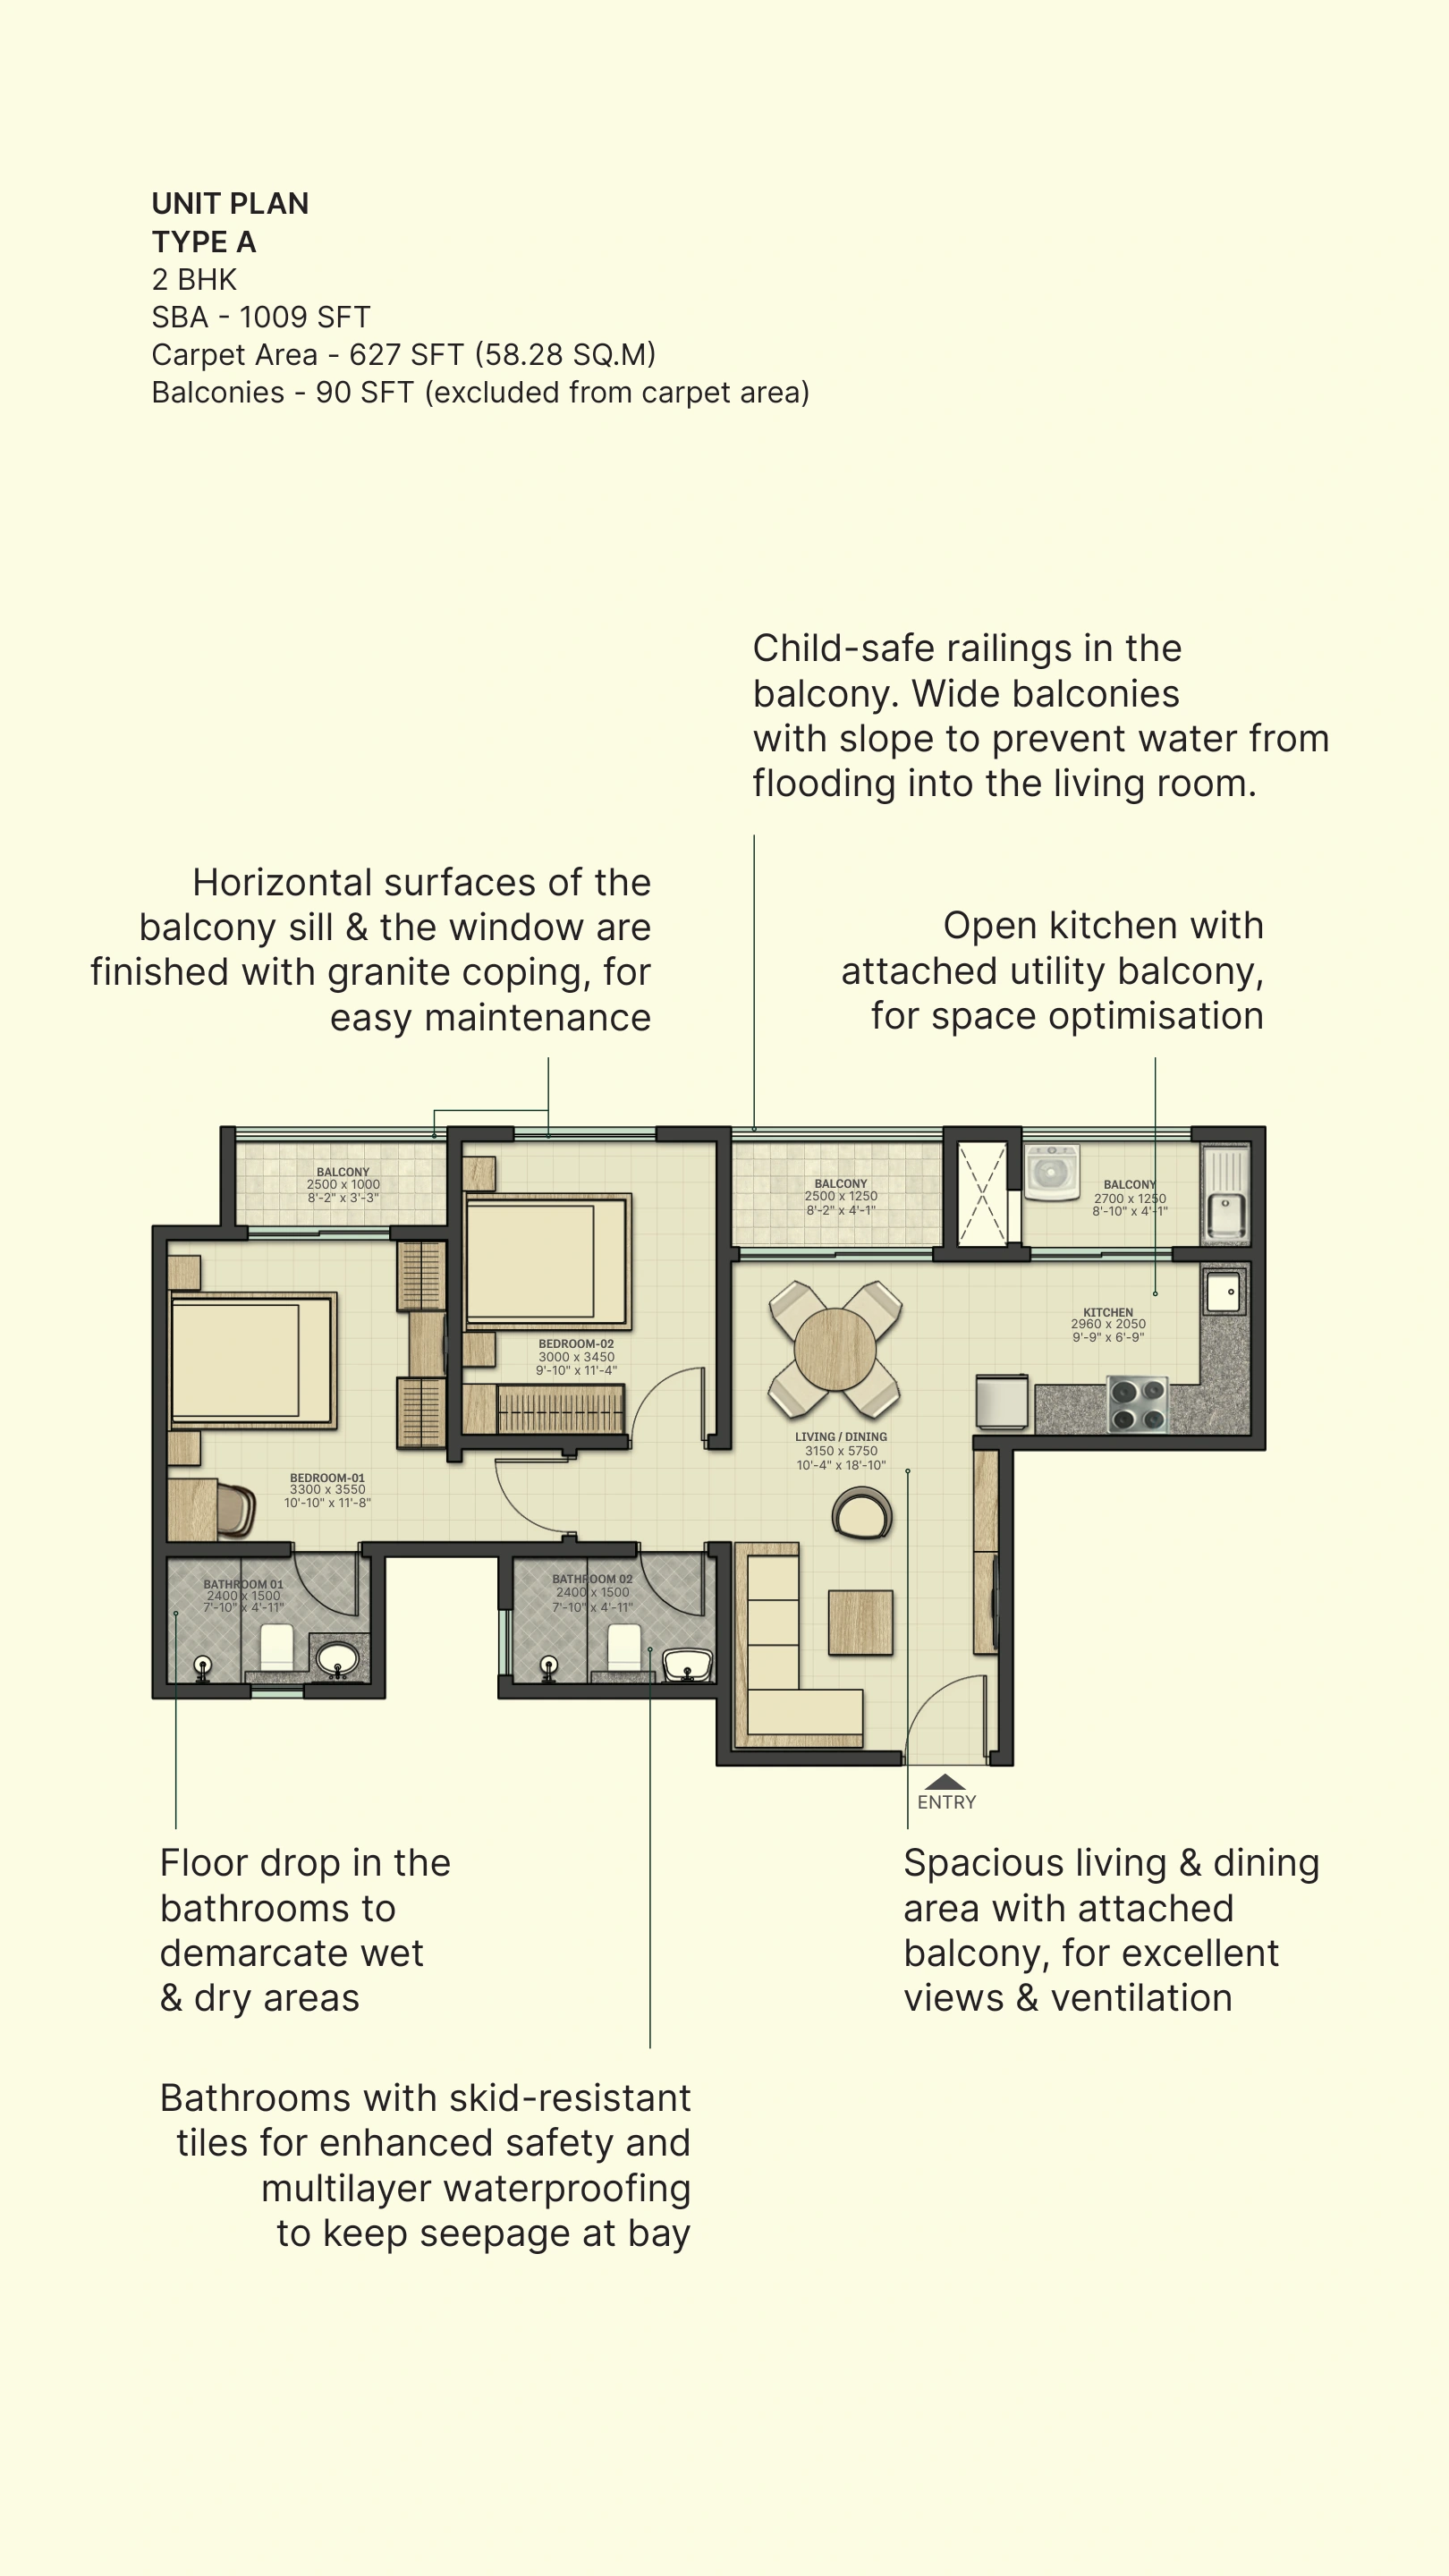 UNIT PLAN
TYPE A
2 BHK
SBA - 1009 SFT
Carpet Area - 627 SFT (58.28 SQ.M)
Balconies - 90 SFT (excluded from carpet area)
Child-safe railings in the
balcony. Wide balconies
with slope to prevent water from
flooding into the living room.
Horizontal surfaces of the
balcony sill & the window are
finished with granite coping, for
easy maintenance
Open kitchen with
attached utility balcony,
for space optimisation
BALCONY
2500 x 1000
8'-2" x 3'-3"
BALCONY
2500 x 1250
8'-2" x 4'-1"
BALCONY
2700 x 1250
8'-10" x 4'-1"
KITCHEN
2960 x 2050
9'-9" x 6'-9"
BEDROOM-02
3000 x 3450
9'-10" x 11'-4"
LIVING / DINING
3150 x 5750
10'-4" x 18'-10"
BEDROOM-01
3300 x 3550
10'-10" x 11'-8"
BATHROOM 01
2400 x 1500
7'-10" x 4'-11"
BATHROOM 02
2400 x 1500
7'-10" x 4'-11"
ENTRY
Floor drop in the
bathrooms to
demarcate wet
& dry areas
Spacious living & dining
area with attached
balcony, for excellent
views & ventilation
Bathrooms with skid-resistant
tiles for enhanced safety and
multilayer waterproofing
to keep seepage at bay